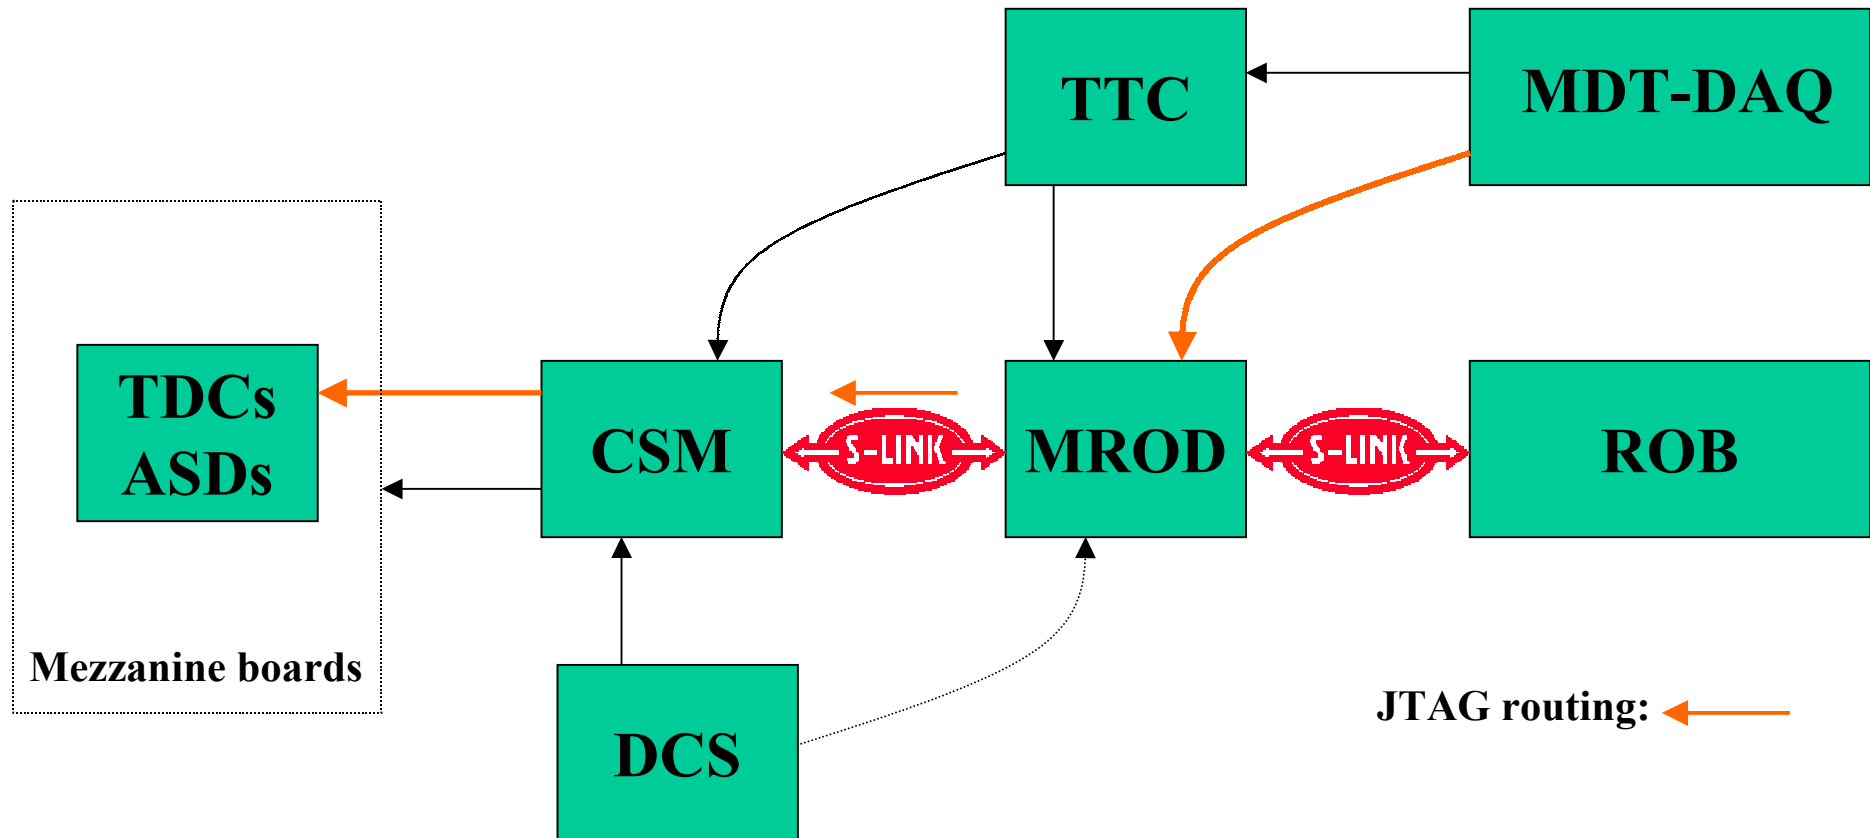 TTC
MDT-DAQ
TDCs
ASDs
CSM
S-LINK
MROD
S-LINK
ROB
Mezzanine boards
DCS
JTAG routing: